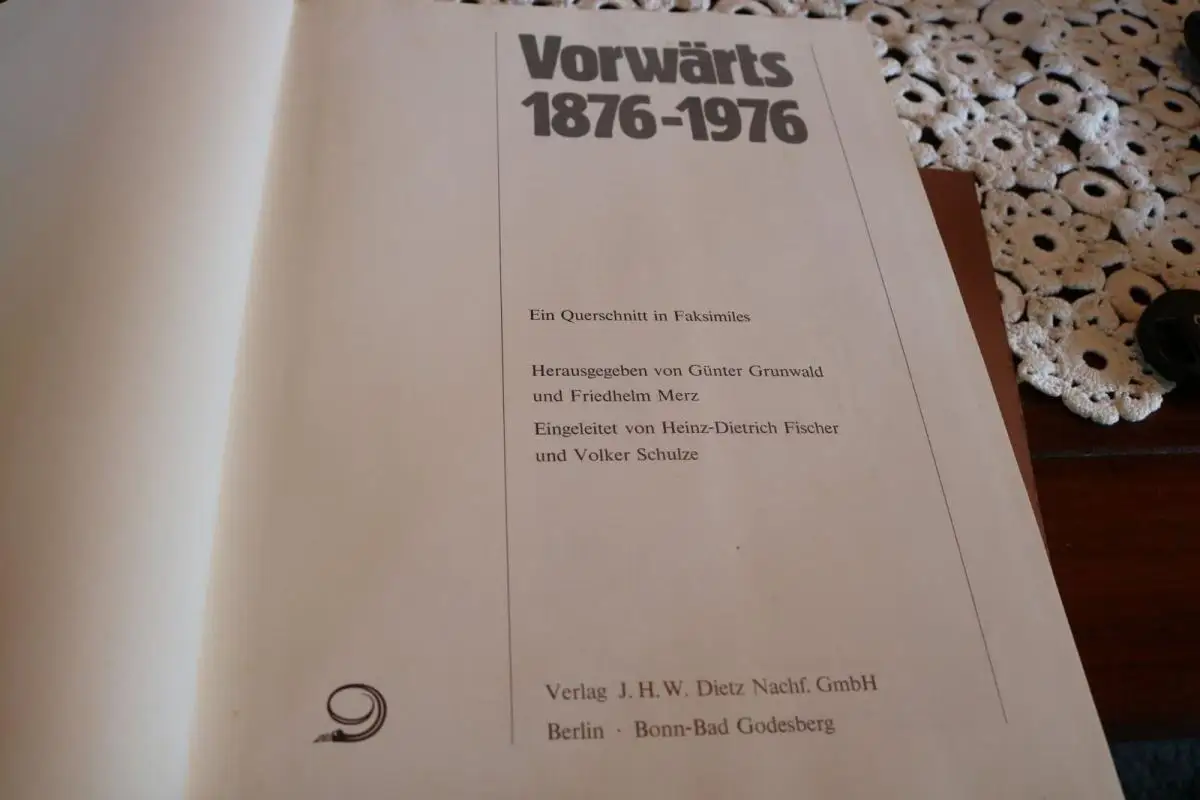 Vorwärts
1876-1976
Ein Querschnitt in Faksimiles
Herausgegeben von Günter Grunwald
und Friedhelm Merz
Eingeleitet von Heinz-Dietrich Fischer
und Volker Schulze
Verlag J. H. W. Dietz Nachf. GmbH
Berlin · Bonn-Bad Godesberg